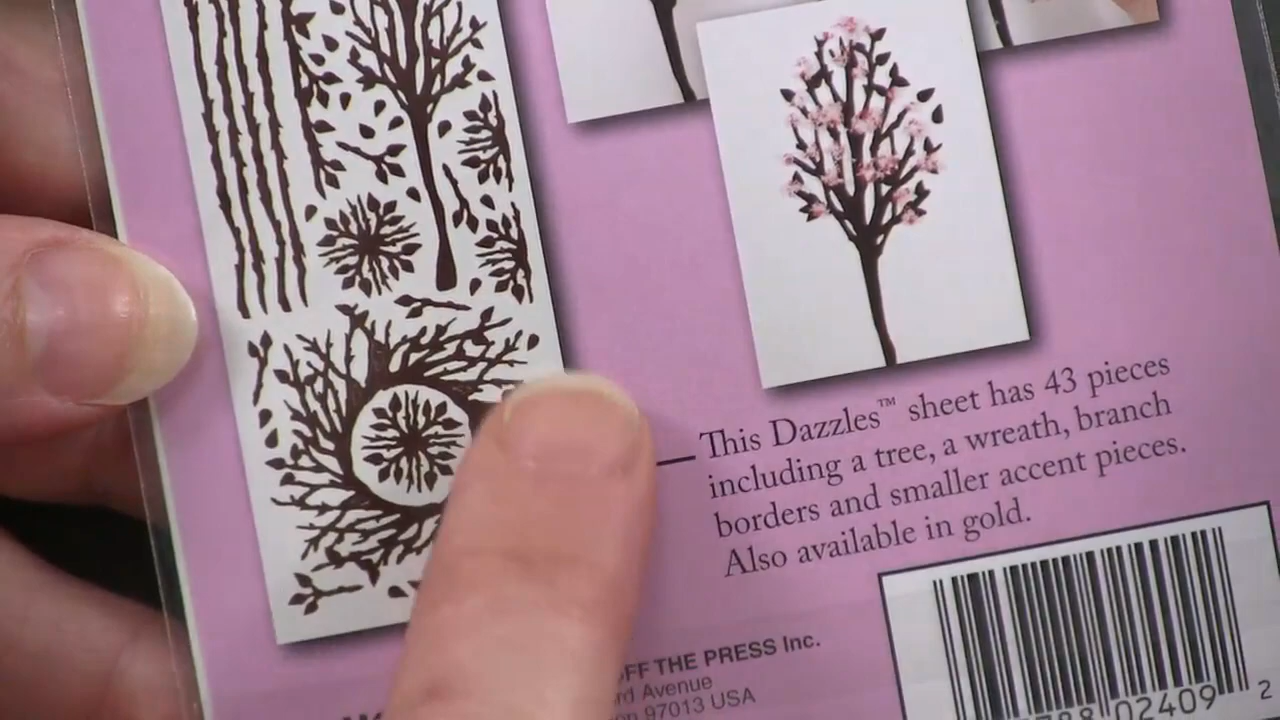 This Dazzles™ sheet has 43 pieces
including a tree, a wreath, branch
borders and smaller accent pieces.
Also available in gold.
THE PRESS Inc.
Avenue
97013 USA
02409 2